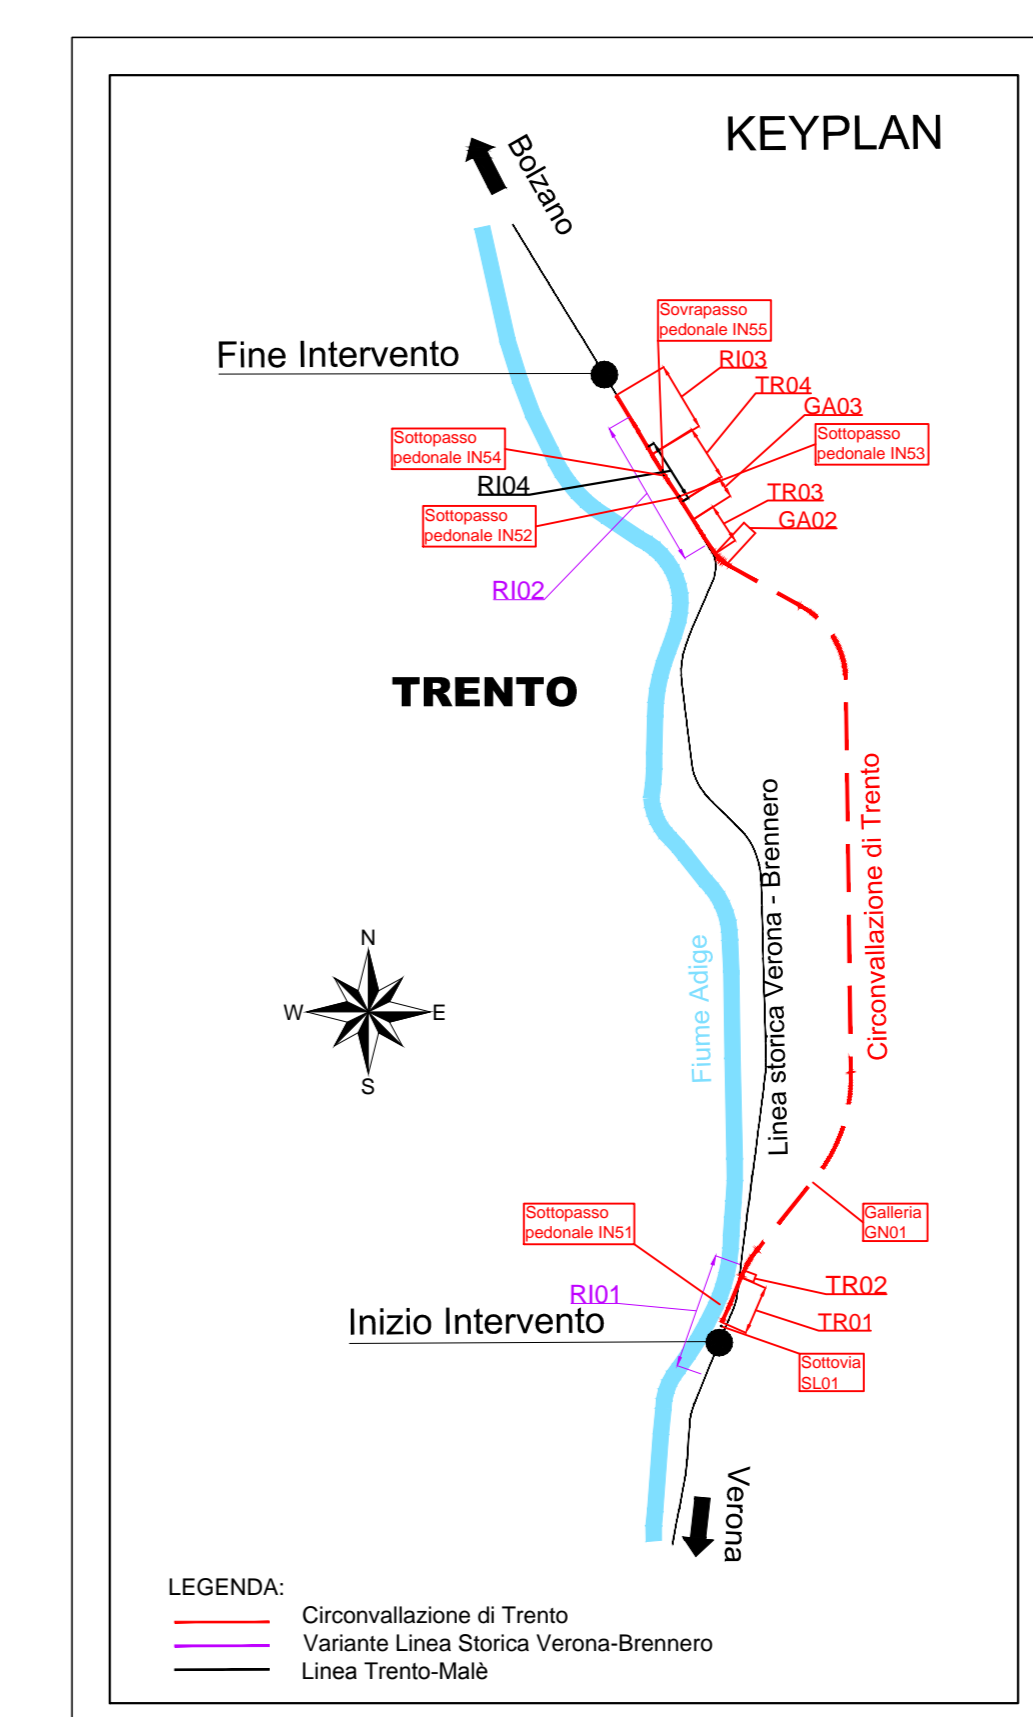 KEYPLAN
Bolzano
Sovrapasso
pedonale IN55
Fine Intervento
RI03
TR04
GA03
Sottopasso
pedonale IN54
Sottopasso
pedonale IN53
RI04
TR03
Sottopasso
pedonale IN52
GA02
RI02
TRENTO
Circonvallazione di Trento
Linea storica Verona - Brennero
Fiume Adige
N
W
E
S
Sottopasso
pedonale IN51
Galleria
GN01
RI01
TR02
Inizio Intervento
TR01
Sottovia
SL01
Verona
LEGENDA:
Circonvallazione di Trento
Variante Linea Storica Verona-Brennero
Linea Trento-Malè